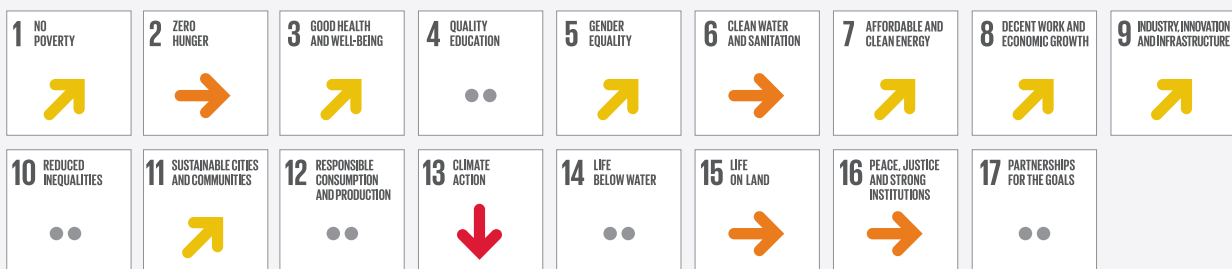 1 NO
POVERTY
2 ZERO
HUNGER
3 GOOD HEALTH
AND WELL-BEING
4 QUALITY
EDUCATION
5 GENDER
EQUALITY
6 CLEAN WATER
AND SANITATION
7 AFFORDABLE AND
CLEAN ENERGY
8 DECENT WORK AND
ECONOMIC GROWTH
9 INDUSTRY, INNOVATION
AND INFRASTRUCTURE
10 REDUCED
INEQUALITIES
11 SUSTAINABLE CITIES
AND COMMUNITIES
12 RESPONSIBLE
CONSUMPTION
AND PRODUCTION
13 CLIMATE
ACTION
14 LIFE
BELOW WATER
15 LIFE
ON LAND
16 PEACE, JUSTICE
AND STRONG
INSTITUTIONS
17 PARTNERSHIPS
FOR THE GOALS